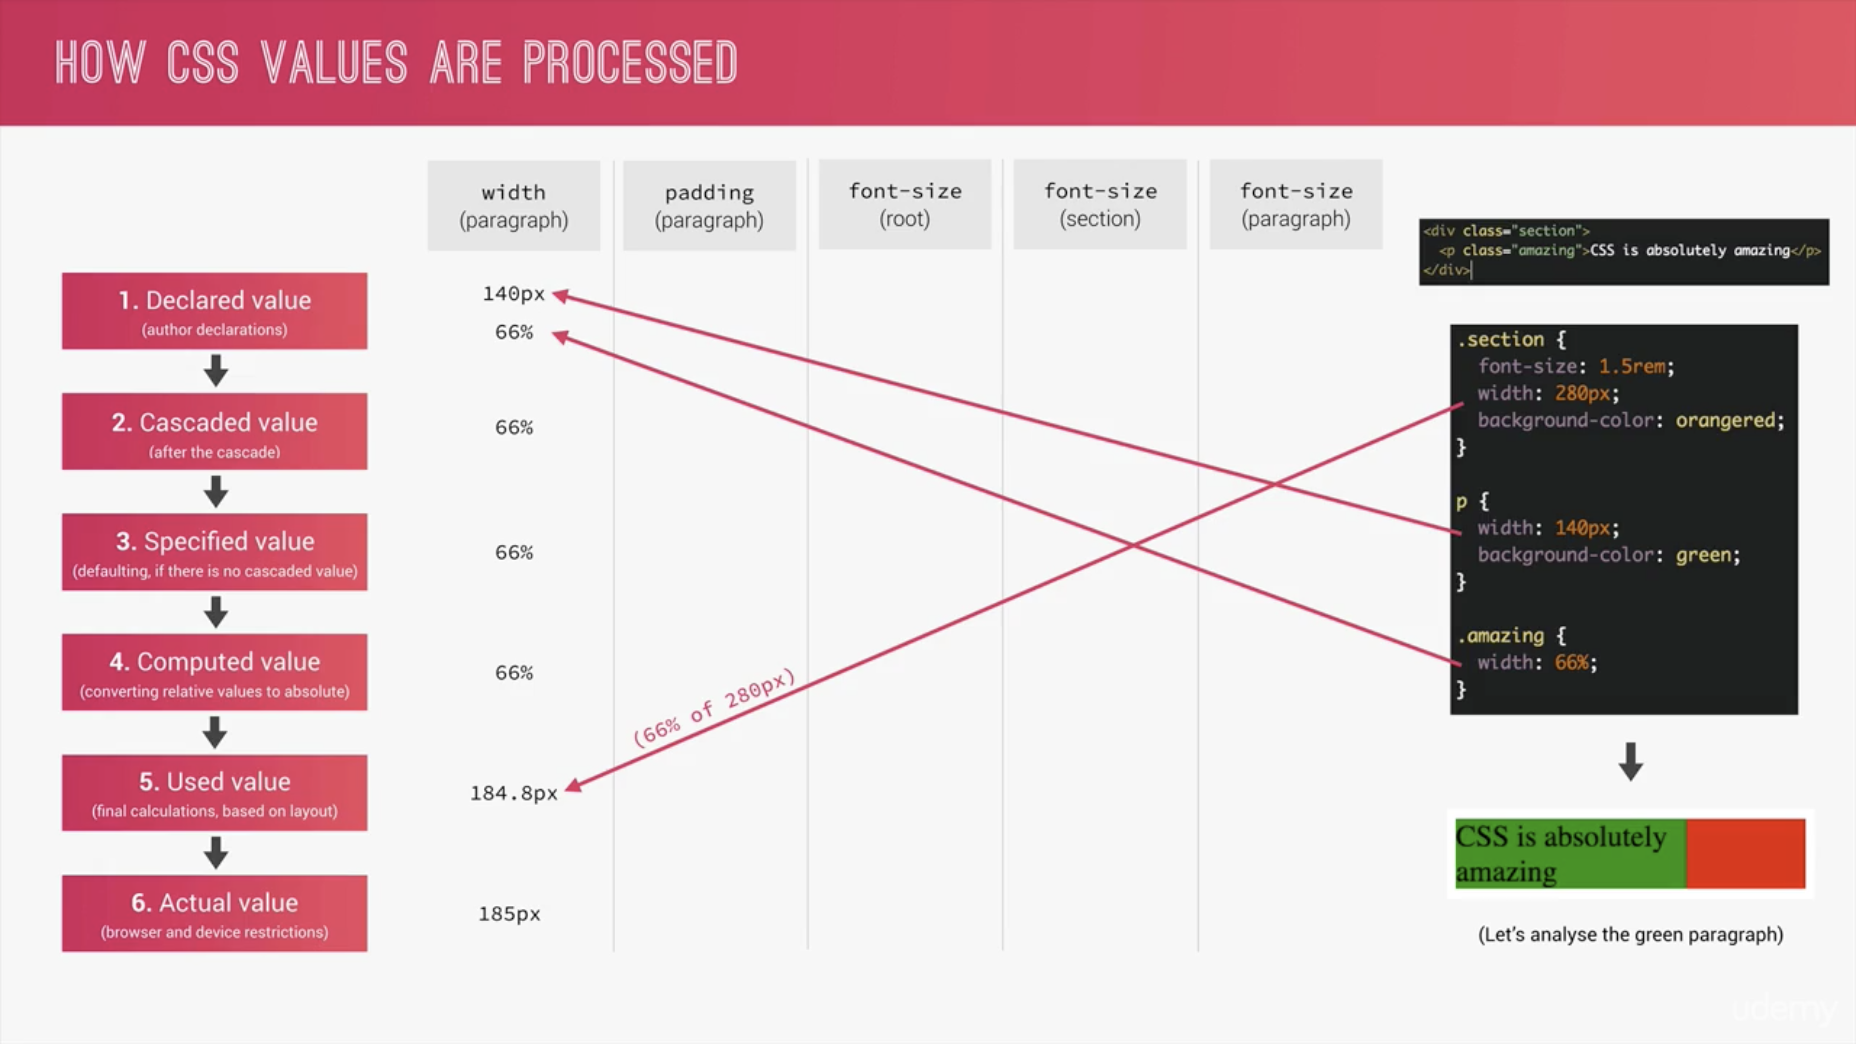 HOW CSS VALUES ARE PROCESSED
width
(paragraph)
padding
(paragraph)
font-size
(root)
font-size
(section)
font-size
(paragraph)
1. Declared value
(author declarations)
140px
66%
2. Cascaded value
(after the cascade)
66%
3. Specified value
(defaulting, if there is no cascaded value)
66%
4. Computed value
(converting relative values to absolute)
66%
(66% of 280px)
5. Used value
(final calculations, based on layout)
184.8px
6. Actual value
(browser and device restrictions)
185px
<div class="section">
<p class="amazing">CSS is absolutely amazing</p>
</div>
.section {
font-size: 1.5rem;
width: 280px;
background-color: orangered;
}
p {
width: 140px;
background-color: green;
}
.amazing {
width: 66%;
}
CSS is absolutely
amazing
(Let's analyse the green paragraph)
udemy